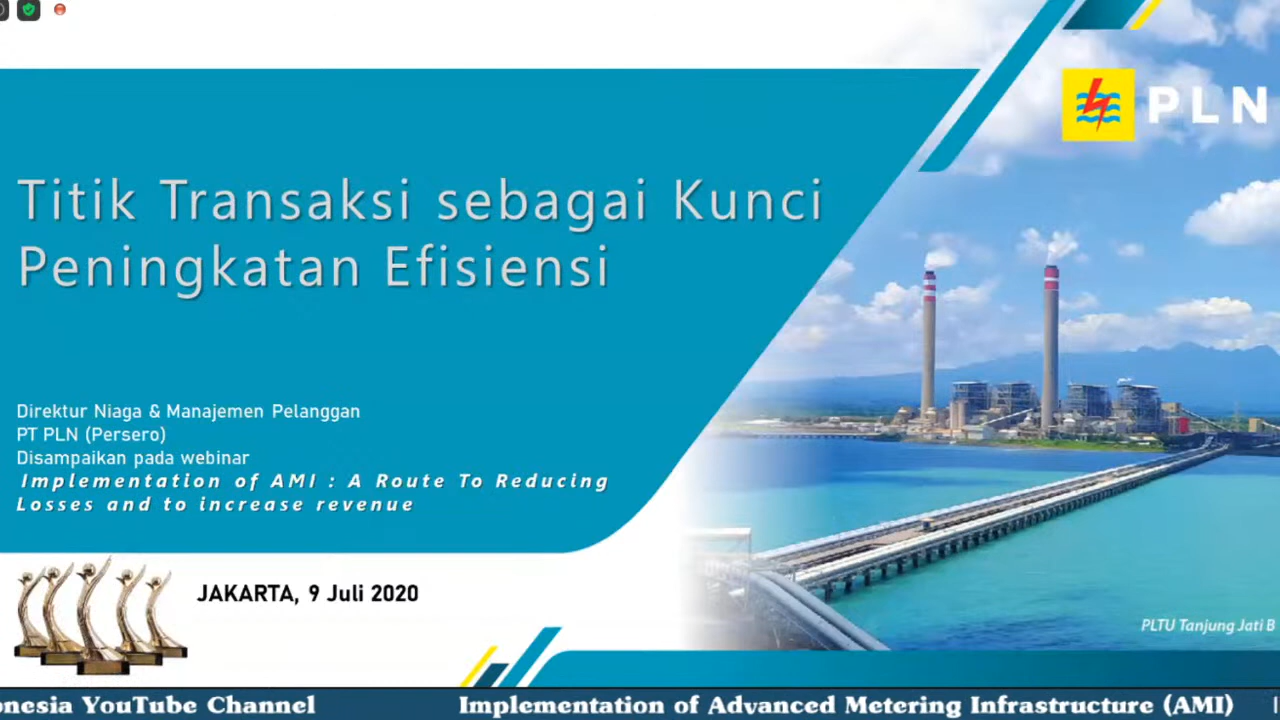 PLN
Titik Transaksi sebagai Kunci
Peningkatan Efisiensi
Direktur Niaga & Manajemen Pelanggan
PT PLN (Persero)
Disampaikan pada webinar
Implementation of AMI : A Route To Reducing
Losses and to increase revenue
JAKARTA, 9 Juli 2020
PLTU Tanjung Jati B
YouTube Channel
Implementation of Advanced Metering Infrastructure (AMI)